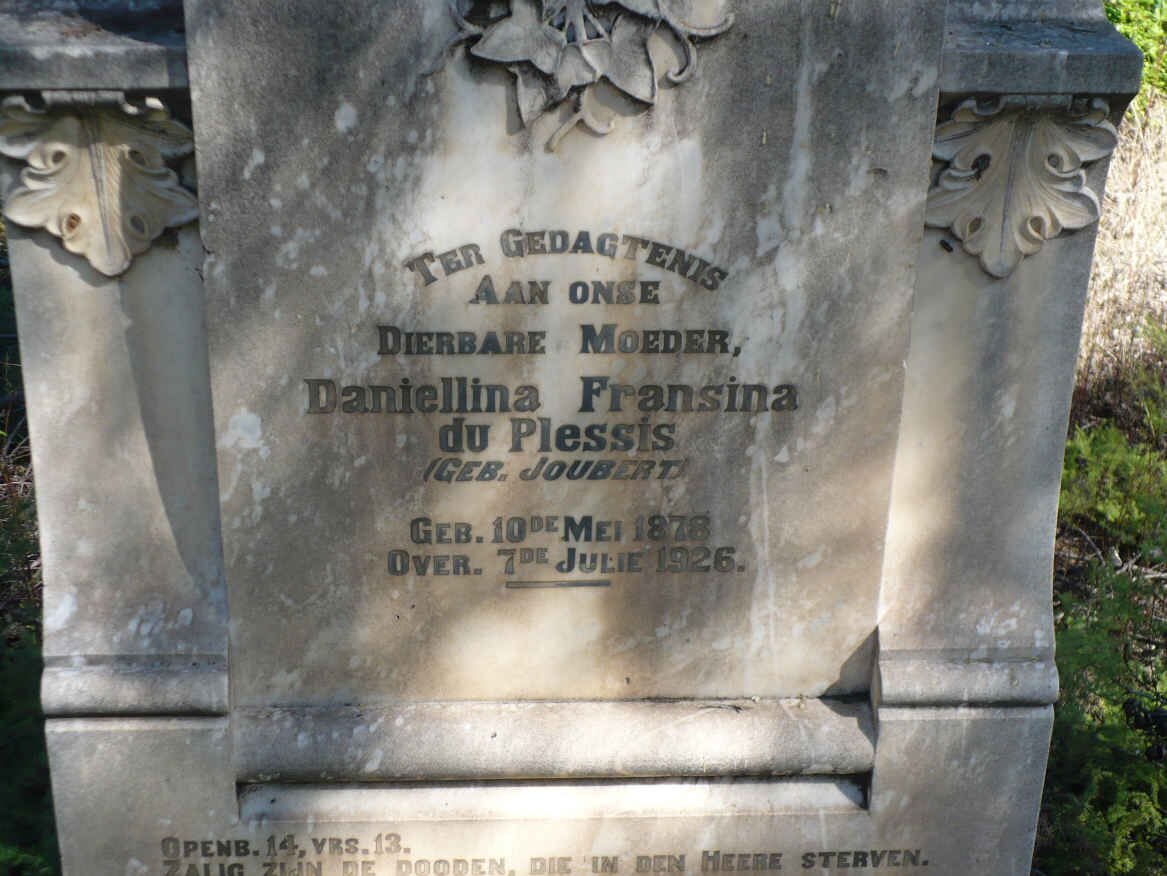 TER GEDAGTENIS
AAN ONSE
DIERBARE MOEDER,
Daniellina Fransina
du Plessis
(GEB. JOUBERT)
GEB. 10DE MEI 1878
OVER. 7DE JULIE 1926.
OPENB. 14, VRS. 13.
ZALIG ZIJN DE DOODEN, DIE IN DEN HEERE STERVEN.